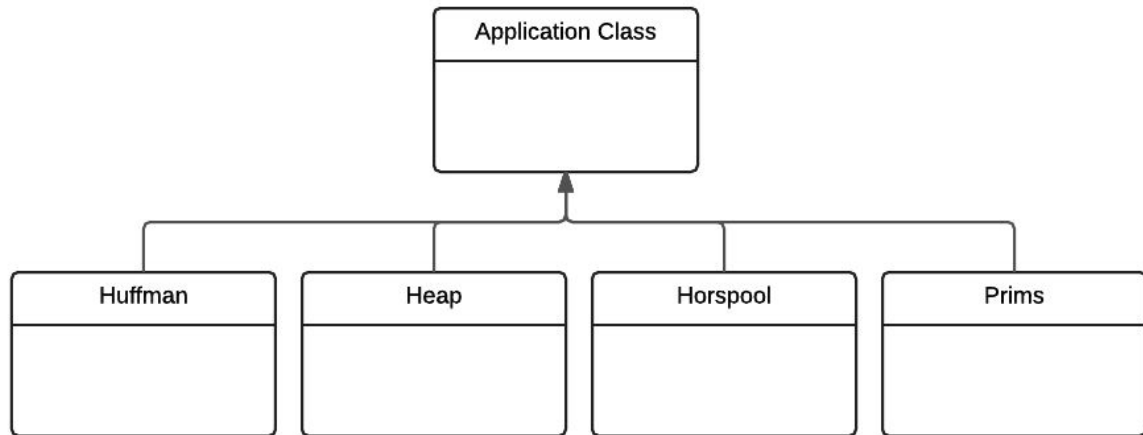 Application Class
Huffman
Heap
Horspool
Prims